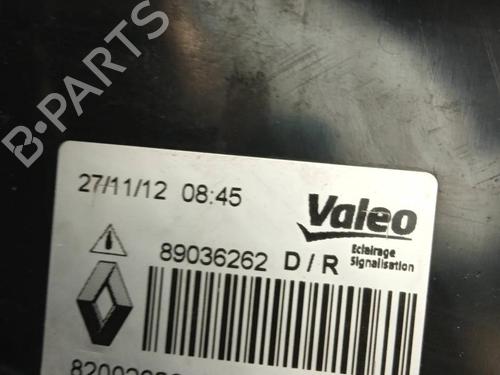 B-PARTS
27/11/12 08:45
Valeo
Eclairage
Signalisation
89036262 D/R